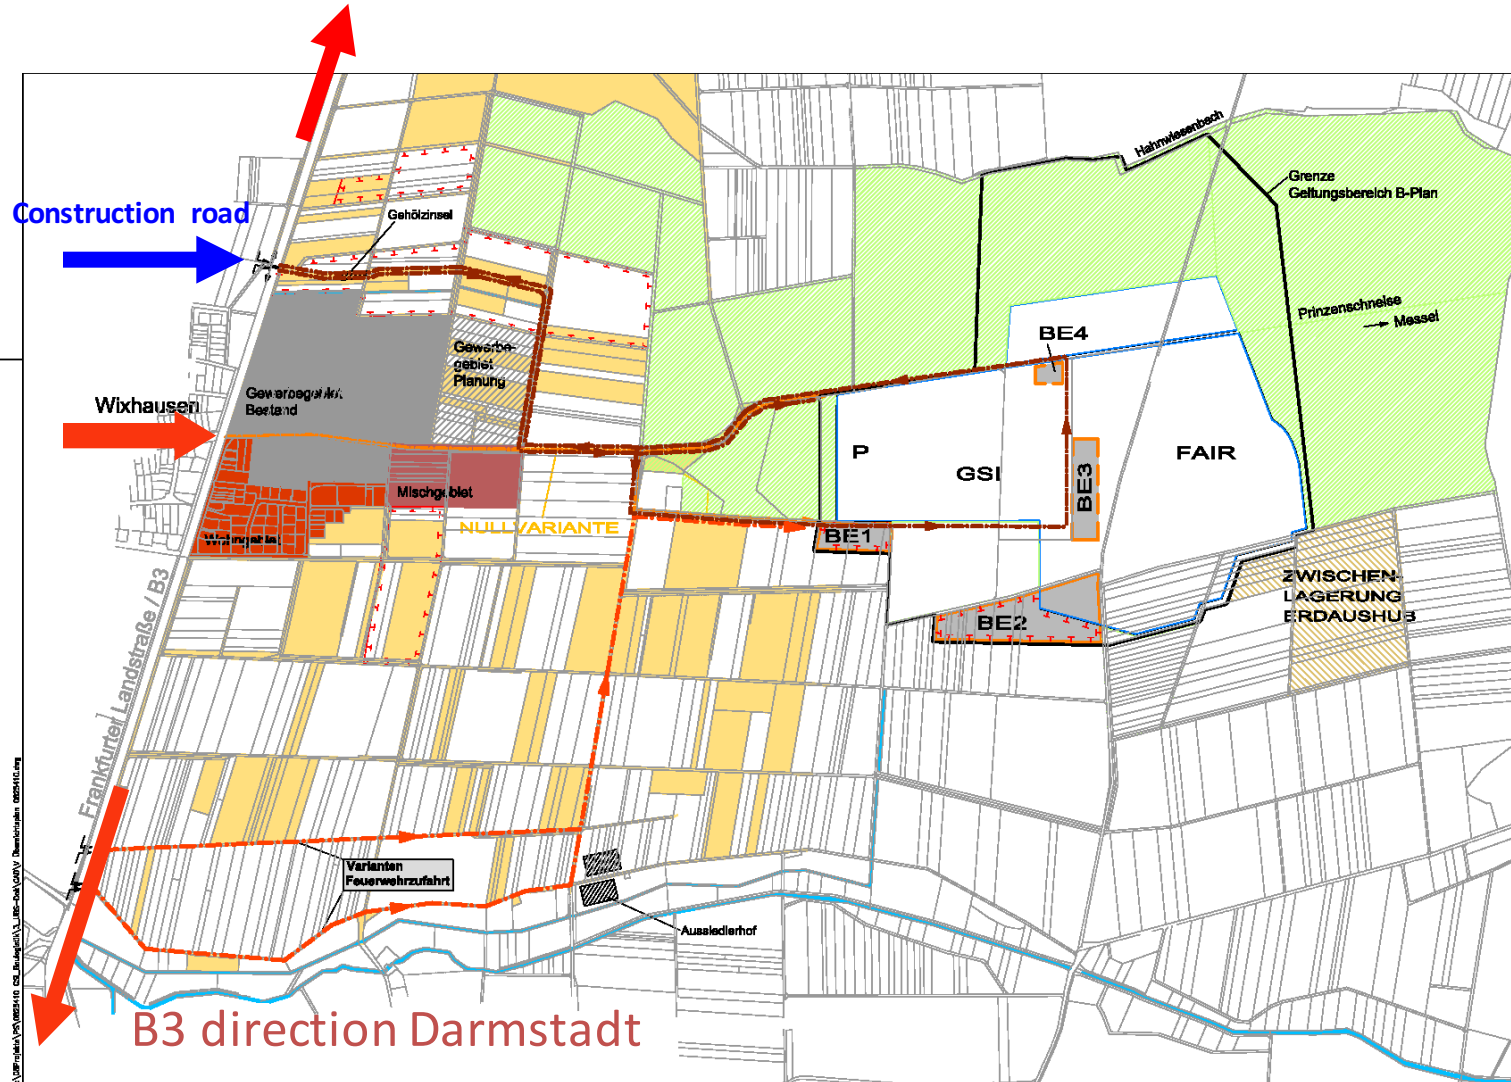 Hahnwiesenbach
Grenze
Geltungsbereich B-Plan
Construction road
Gehölzinsel
Prinzenschneise
Messel
BE4
Gewerbe-
gebiet
Planung
Gewerbegebiet
Bestand
Wixhausen
P
GSI
FAIR
BE3
Mischgebiet
NULLVARIANTE
BE1
Wohngebiet
ZWISCHEN-
LAGERUNG
ERDAUSHUB
BE2
Frankfurter Landstraße / B3
Varianten
Feuerwehrzufahrt
Aussiedlerhof
B3 direction Darmstadt